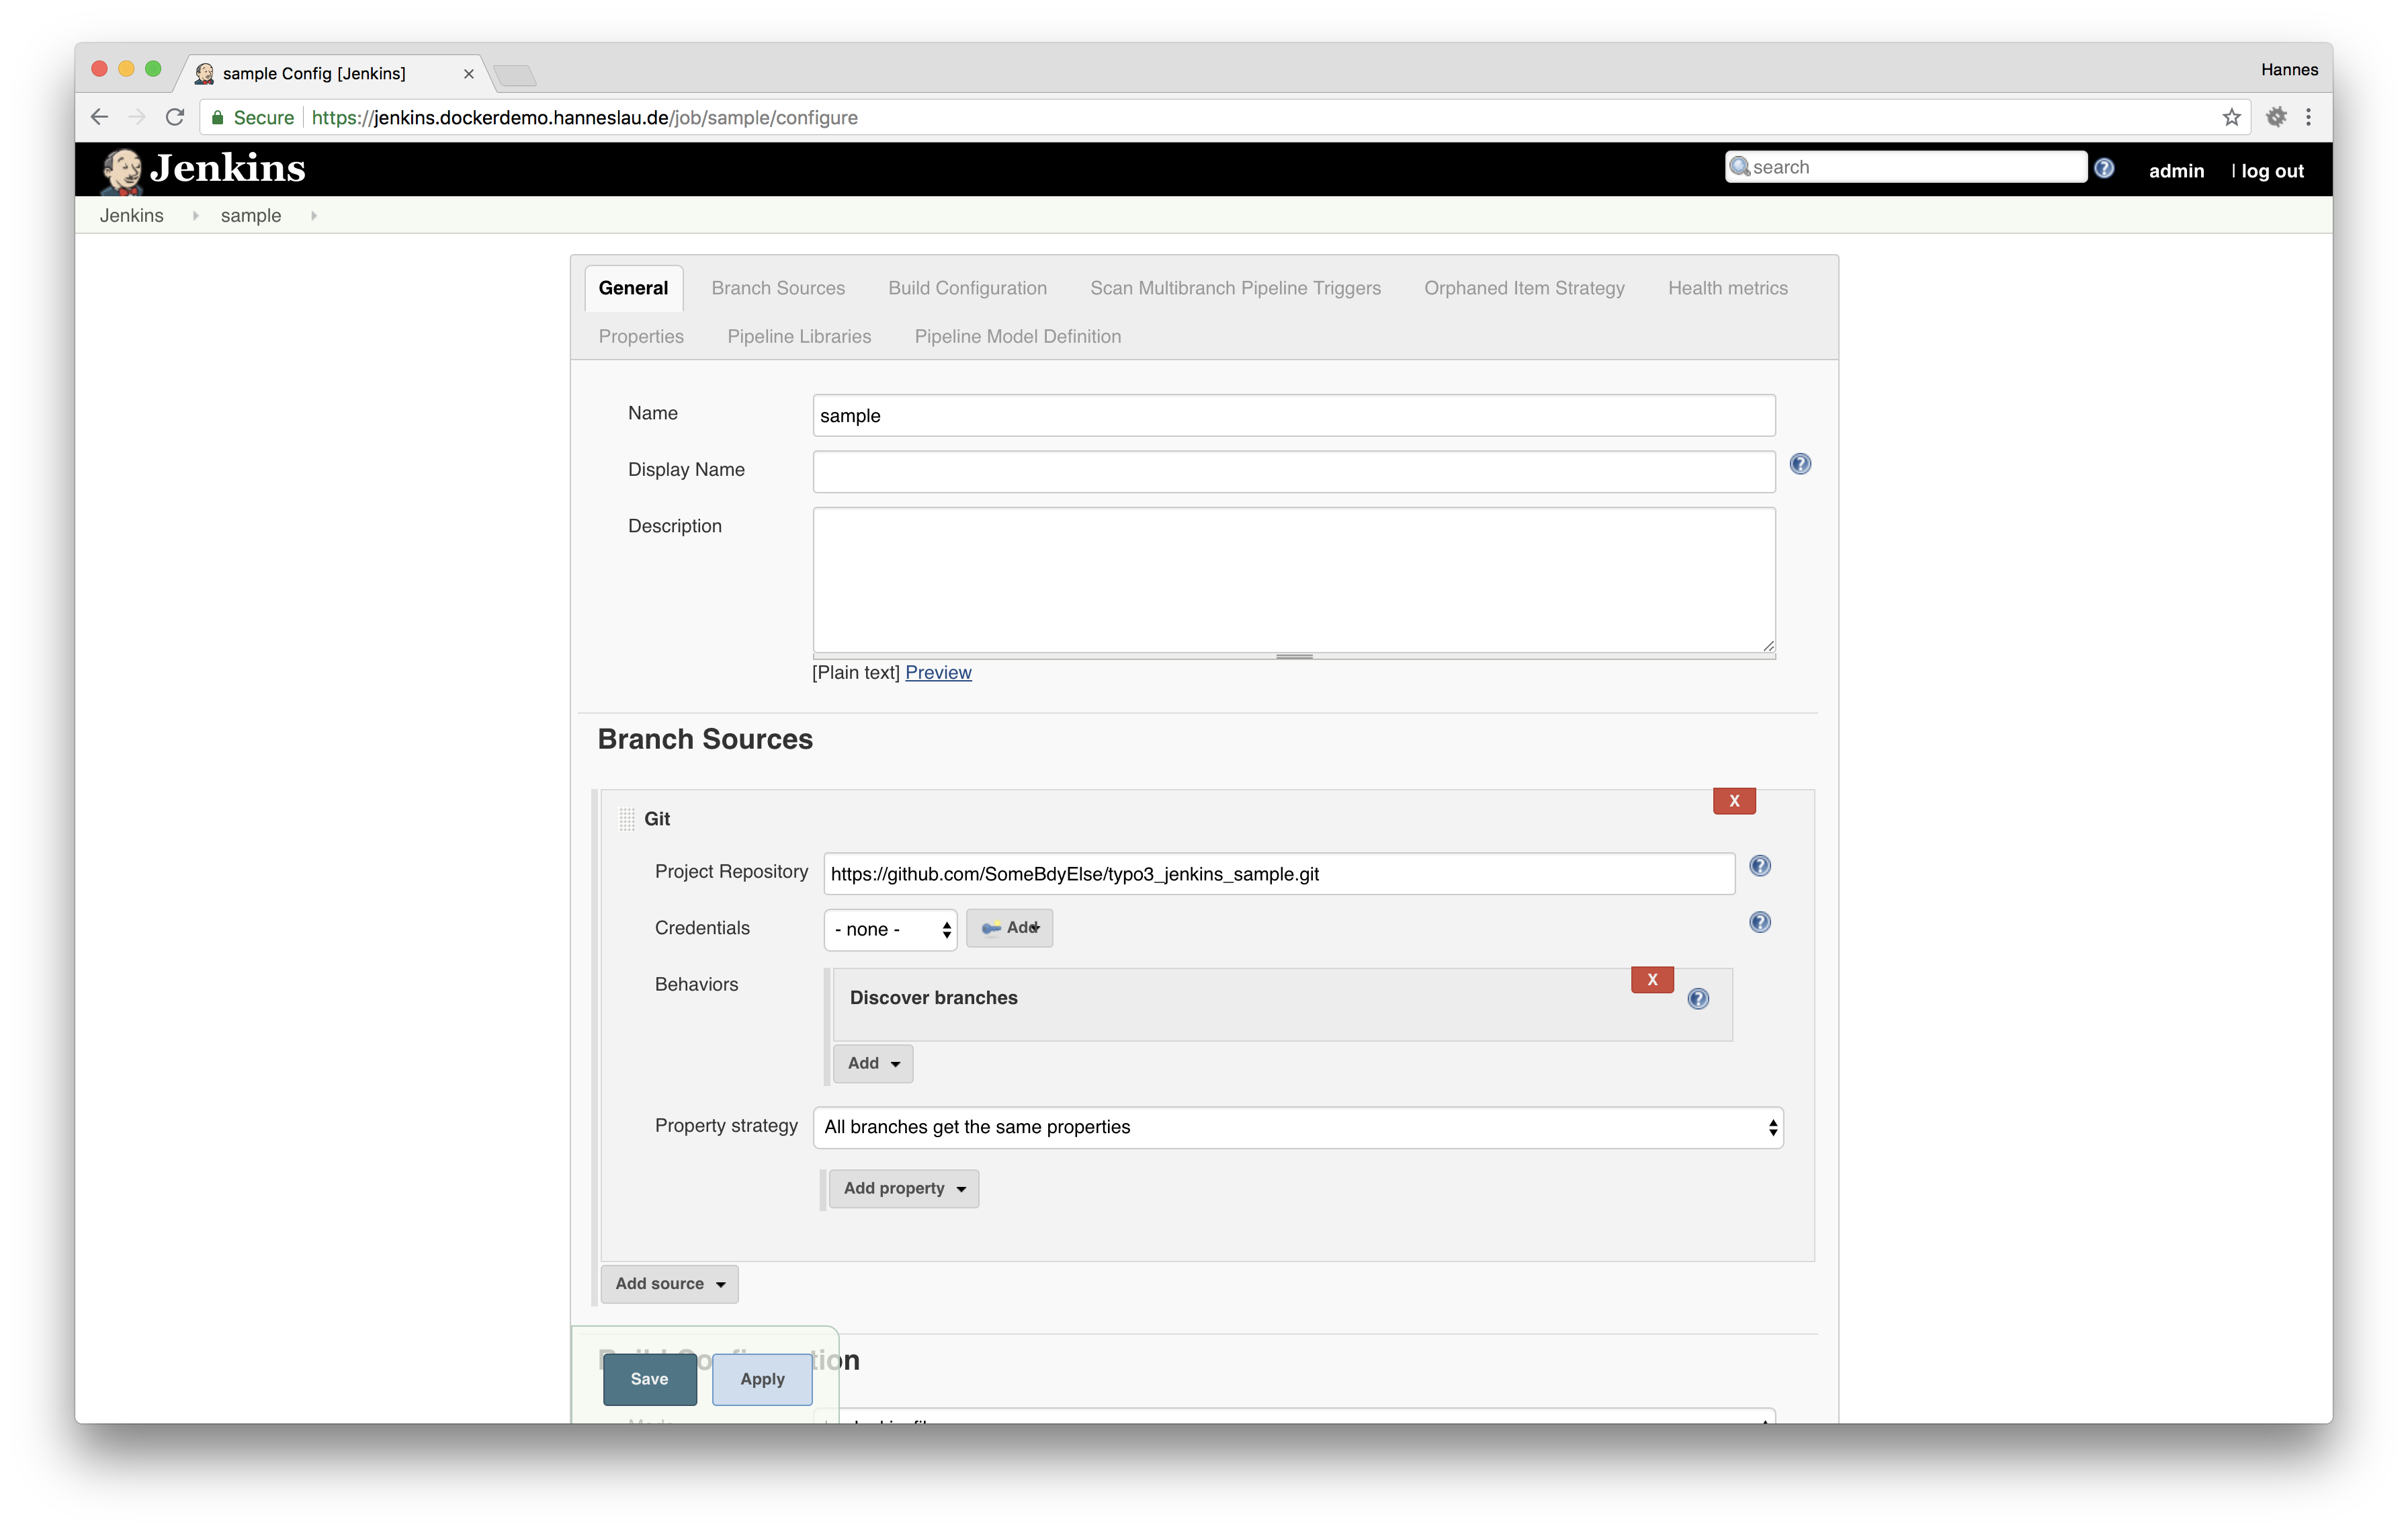 sample Config [Jenkins]
Hannes
Secure https://jenkins.dockerdemo.hanneslau.de/job/sample/configure
Jenkins
search
admin | log out
Jenkins sample
General Branch Sources Build Configuration Scan Multibranch Pipeline Triggers Orphaned Item Strategy Health metrics
Properties Pipeline Libraries Pipeline Model Definition
Name sample
Display Name
Description
[Plain text] Preview
Branch Sources
X
Git
Project Repository https://github.com/SomeBdyElse/typo3_jenkins_sample.git
Credentials - none - Add
Behaviors
X
Discover branches
Add
Property strategy All branches get the same properties
Add property
Add source
Build Configuration
Save Apply
Mode